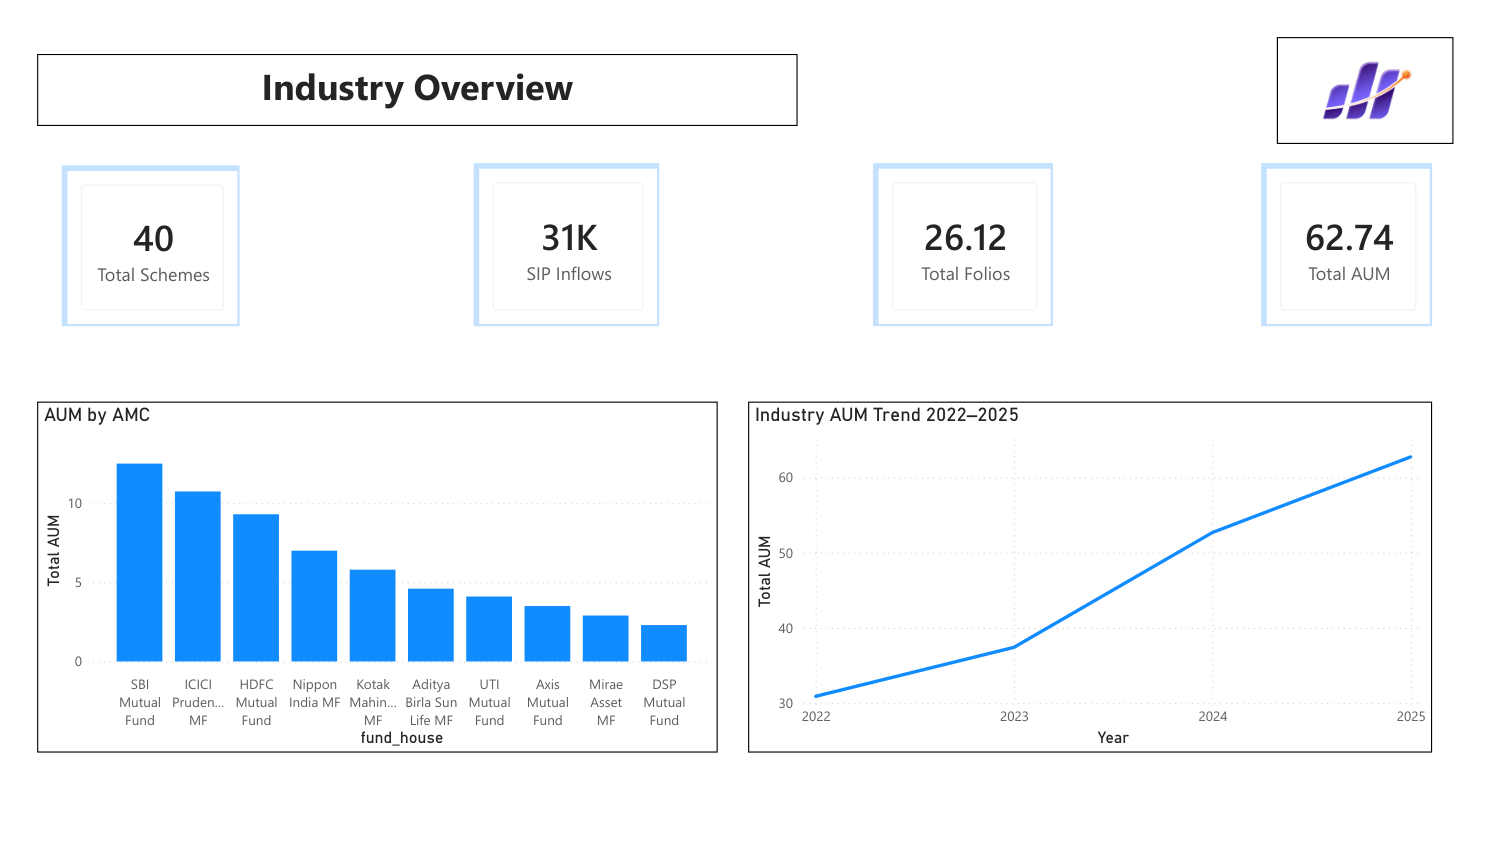 Industry Overview
40
Total Schemes
31K
SIP Inflows
26.12
Total Folios
62.74
Total AUM
AUM by AMC
Total AUM
10
5
0
SBI
Mutual
Fund
ICICI
Pruden...
MF
HDFC
Mutual
Fund
Nippon
India MF
Kotak
Mahin...
MF
Aditya
Birla Sun
Life MF
UTI
Mutual
Fund
Axis
Mutual
Fund
Mirae
Asset
MF
DSP
Mutual
Fund
fund_house
Industry AUM Trend 2022–2025
Total AUM
60
50
40
30
2022
2023
2024
2025
Year